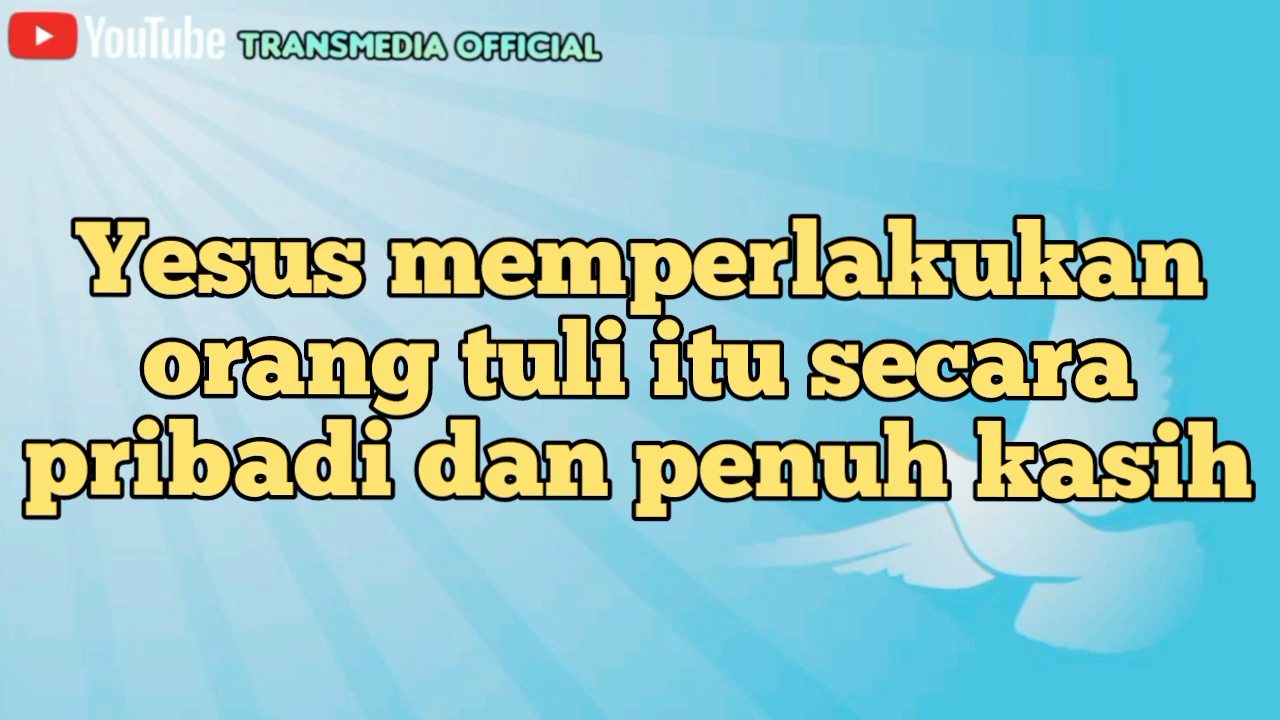 YouTube TRANSMEDIA OFFICIAL
Yesus memperlakukan
orang tuli itu secara
pribadi dan penuh kasih